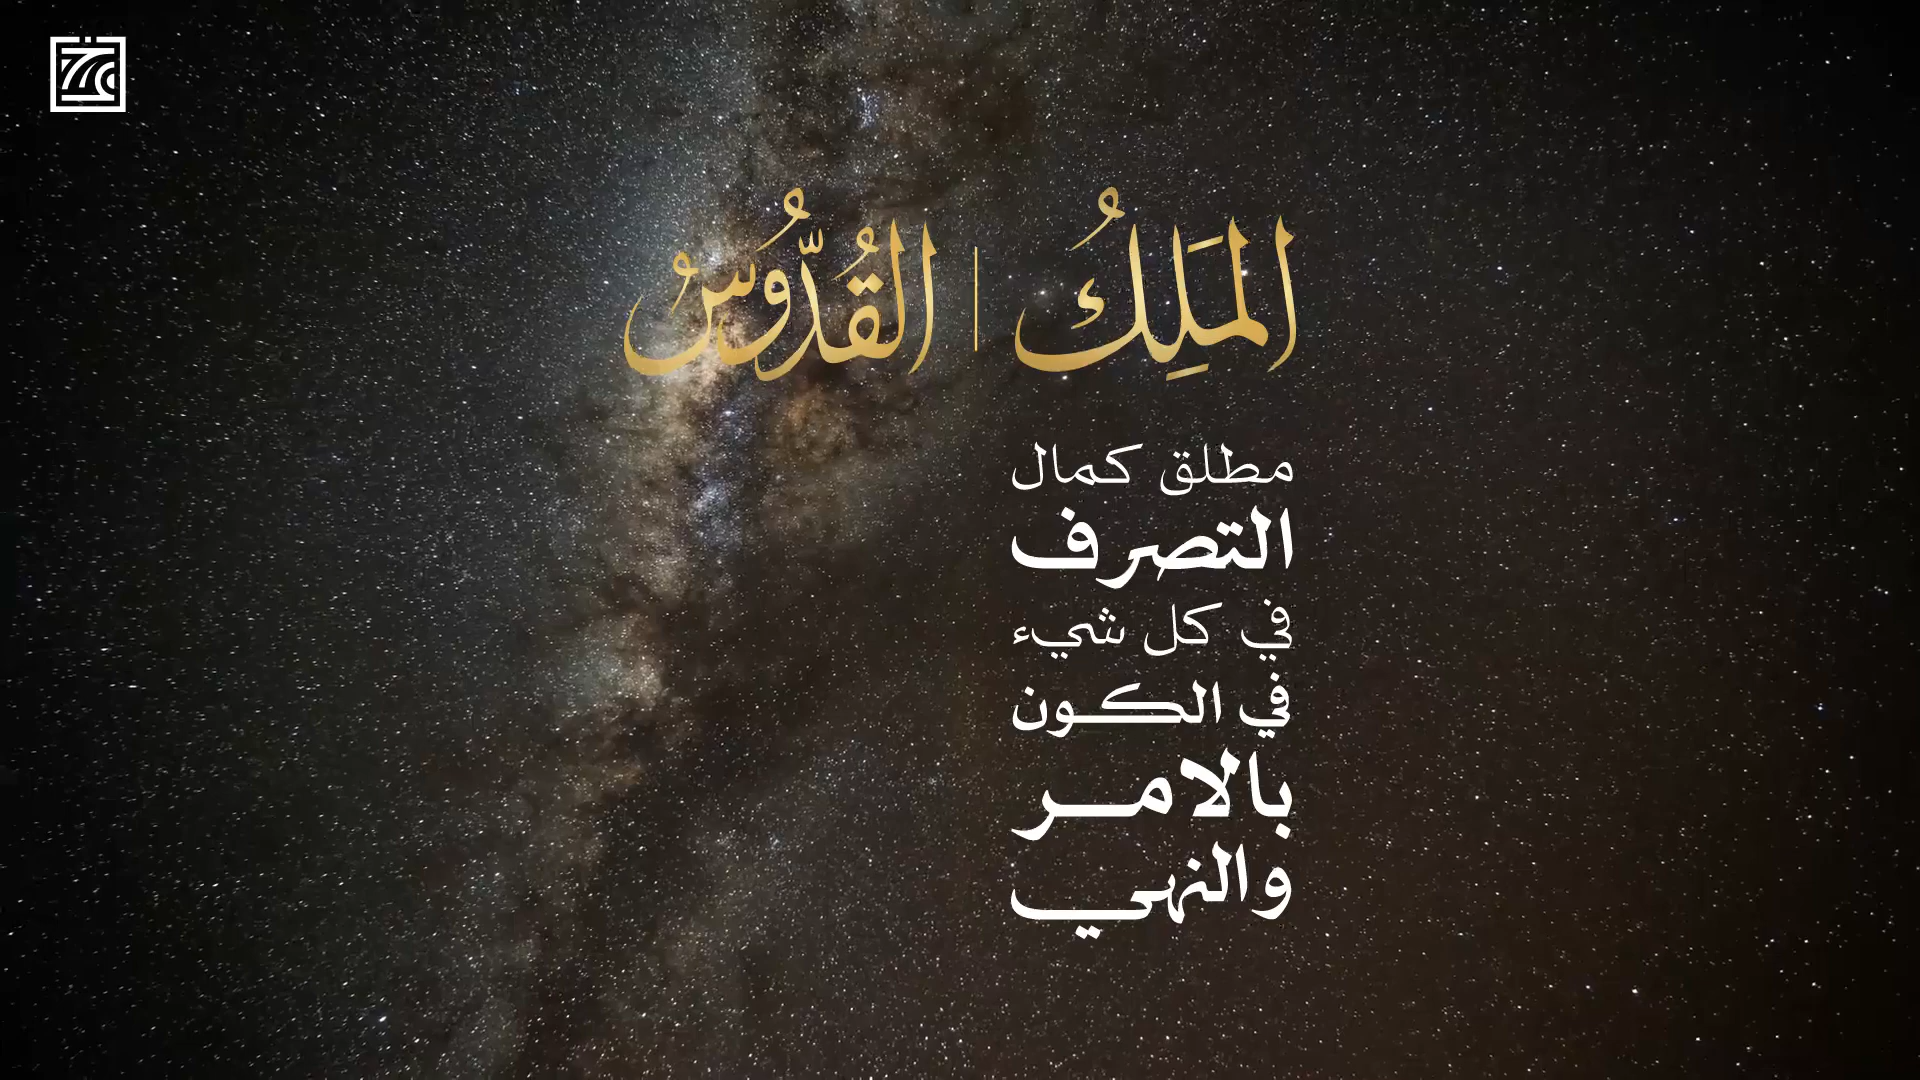 المَلِكُ | القُدُّوسُ
مطلق كمال
التصرف
في كل شيء
في الكون
بالامر
والنهي